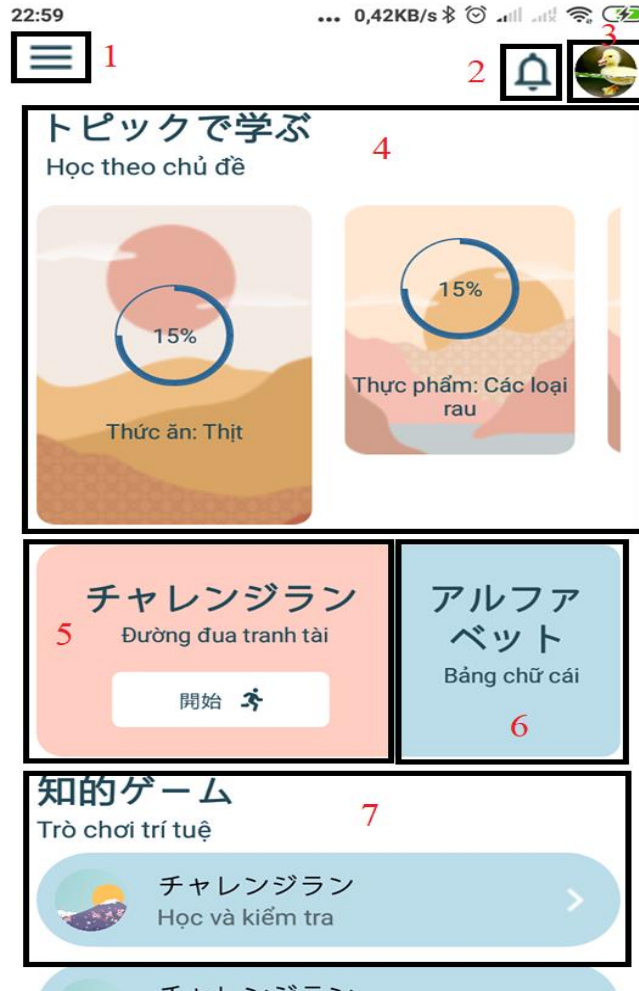 22:59 ... 0,42KB/s
1
2
3
トピックで学ぶ
4
Học theo chủ đề
15%
15%
Thức ăn: Thịt
Thực phẩm: Các loại
rau
チャレンジラン
5
Đường đua tranh tài
開始
アルファ
ベット
Bảng chữ cái
6
知的ゲーム
7
Trò chơi trí tuệ
チャレンジラン
Học và kiểm tra